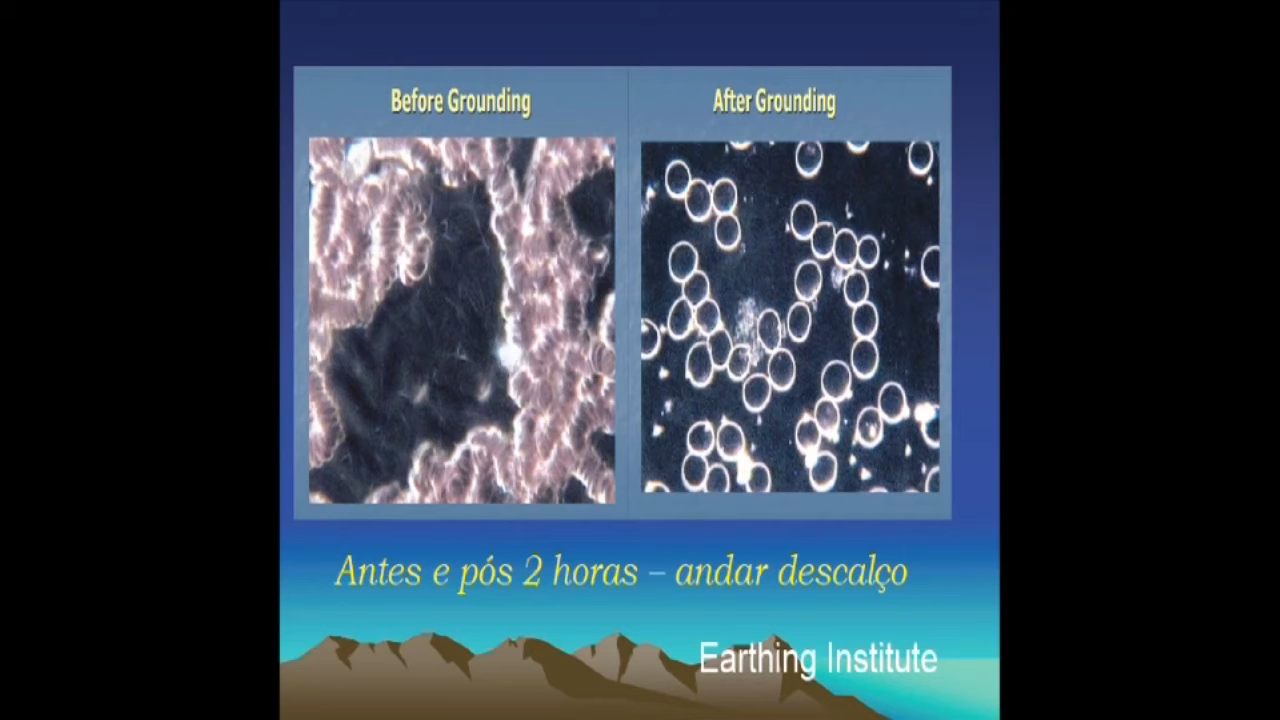 Before Grounding
After Grounding
Antes e pós 2 horas – andar descalço
Earthing Institute